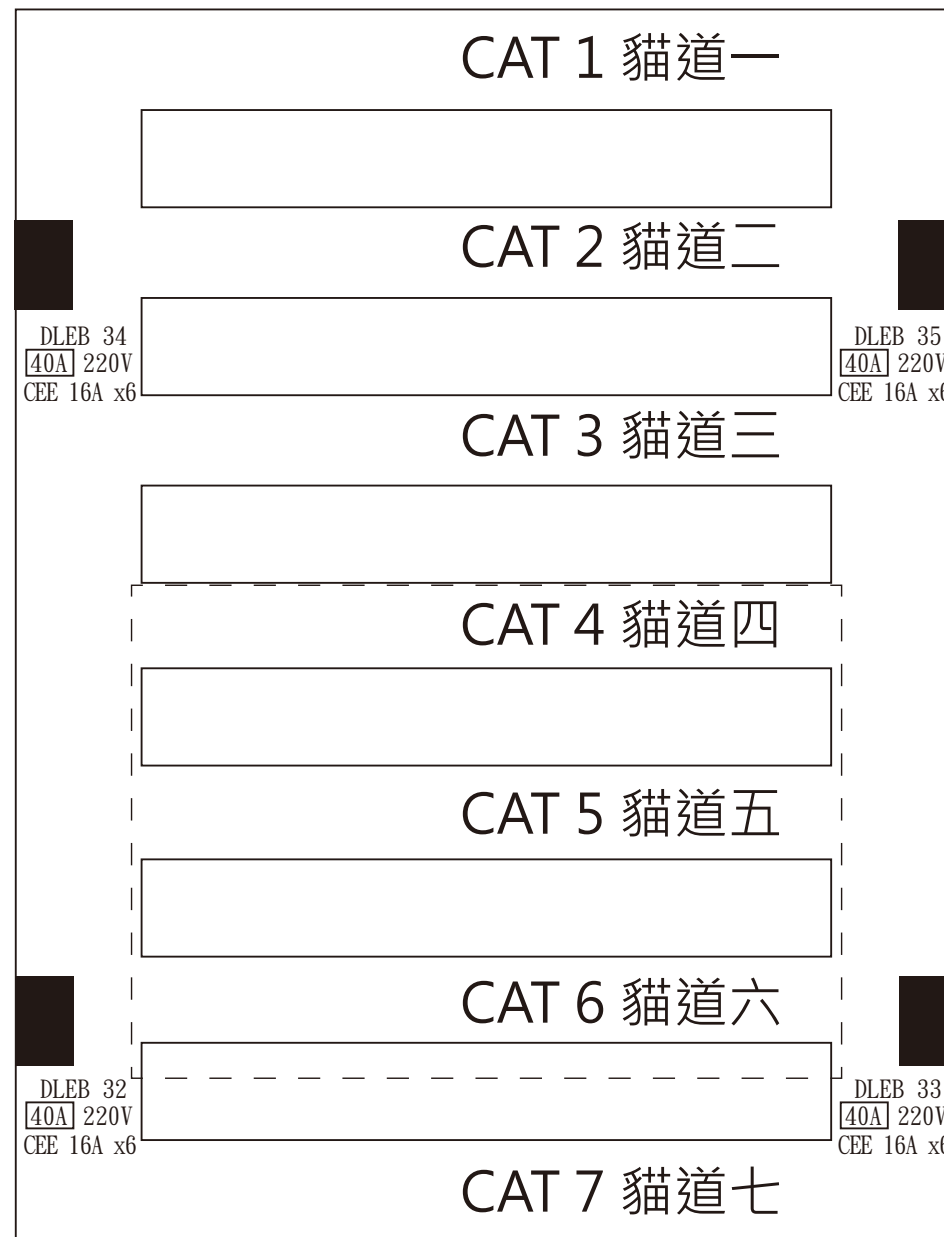 CAT 1 貓道一
CAT 2 貓道二
DLEB 34
40A 220V
CEE 16A x6
DLEB 35
40A 220V
CEE 16A x6
CAT 3 貓道三
CAT 4 貓道四
CAT 5 貓道五
CAT 6 貓道六
DLEB 32
40A 220V
CEE 16A x6
DLEB 33
40A 220V
CEE 16A x6
CAT 7 貓道七